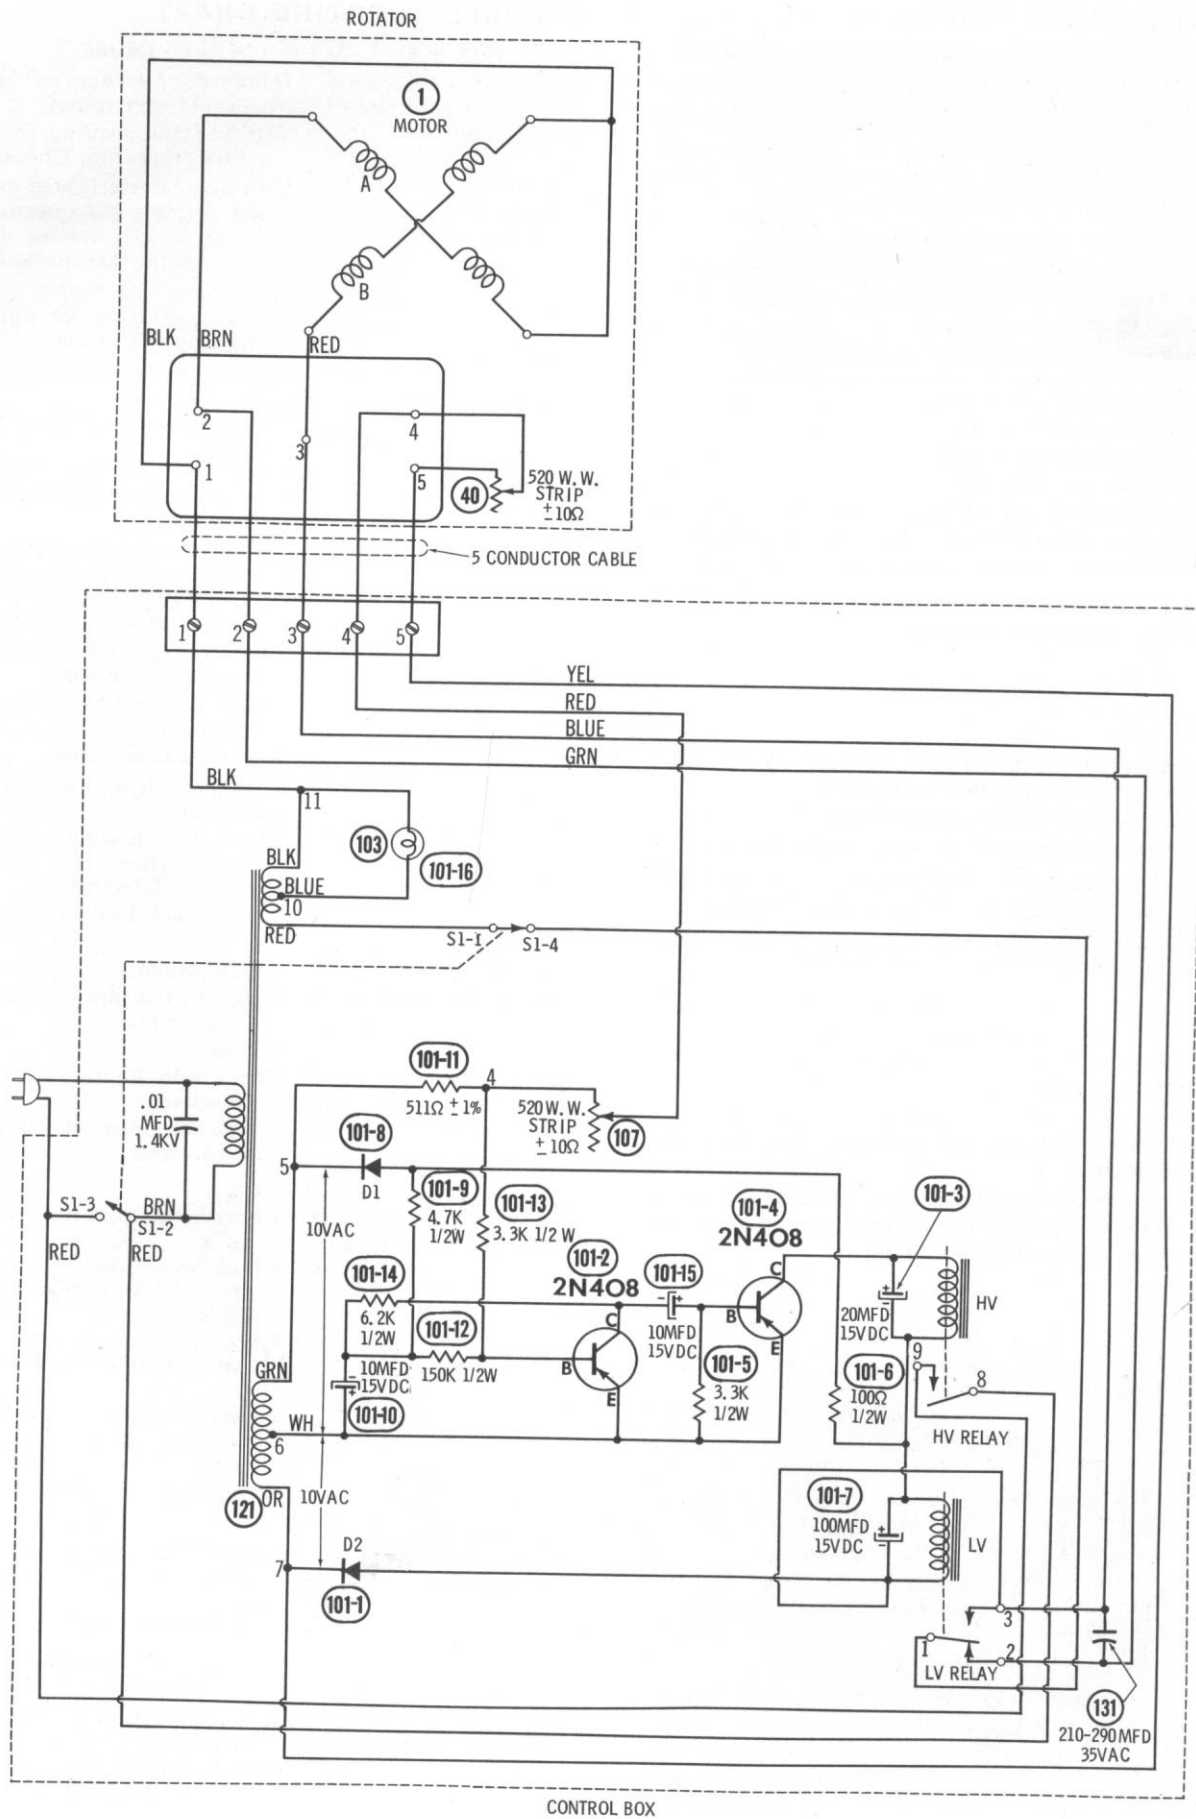 ROTATOR
1
MOTOR
A
B
BLK
BRN
RED
2
1
3
4
5
40
520 W. W.
STRIP
± 10Ω
5 CONDUCTOR CABLE
1
2
3
4
5
YEL
RED
BLUE
GRN
BLK
11
103
101-16
BLK
BLUE
10
RED
S1-1
S1-4
101-11
511Ω ± 1%
4
520 W. W.
STRIP
± 10Ω
107
.01
MFD
1.4KV
101-8
5
D1
101-9
4.7K
1/2W
101-13
3.3K 1/2 W
101-4
2N4O8
101-3
S1-3
BRN
S1-2
RED
RED
10VAC
101-14
6.2K
1/2W
101-2
2N4O8
101-15
10MFD
15VDC
C
B
E
C
B
E
20MFD
15VDC
HV
101-12
150K 1/2W
10MFD
15VDC
101-10
101-5
3.3K
1/2W
101-6
100Ω
1/2W
9
8
HV RELAY
GRN
WH
6
OR
121
10VAC
101-7
100MFD
15VDC
LV
D2
7
101-1
3
1
2
LV RELAY
131
210-290MFD
35VAC
CONTROL BOX